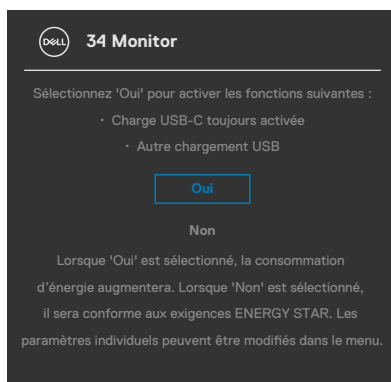 DELL
34 Monitor
Sélectionnez 'Oui' pour activer les fonctions suivantes :
· Charge USB-C toujours activée
· Autre chargement USB
Oui
Non
Lorsque 'Oui' est sélectionné, la consommation
d'énergie augmentera. Lorsque 'Non' est sélectionné,
il sera conforme aux exigences ENERGY STAR. Les
paramètres individuels peuvent être modifiés dans le menu.